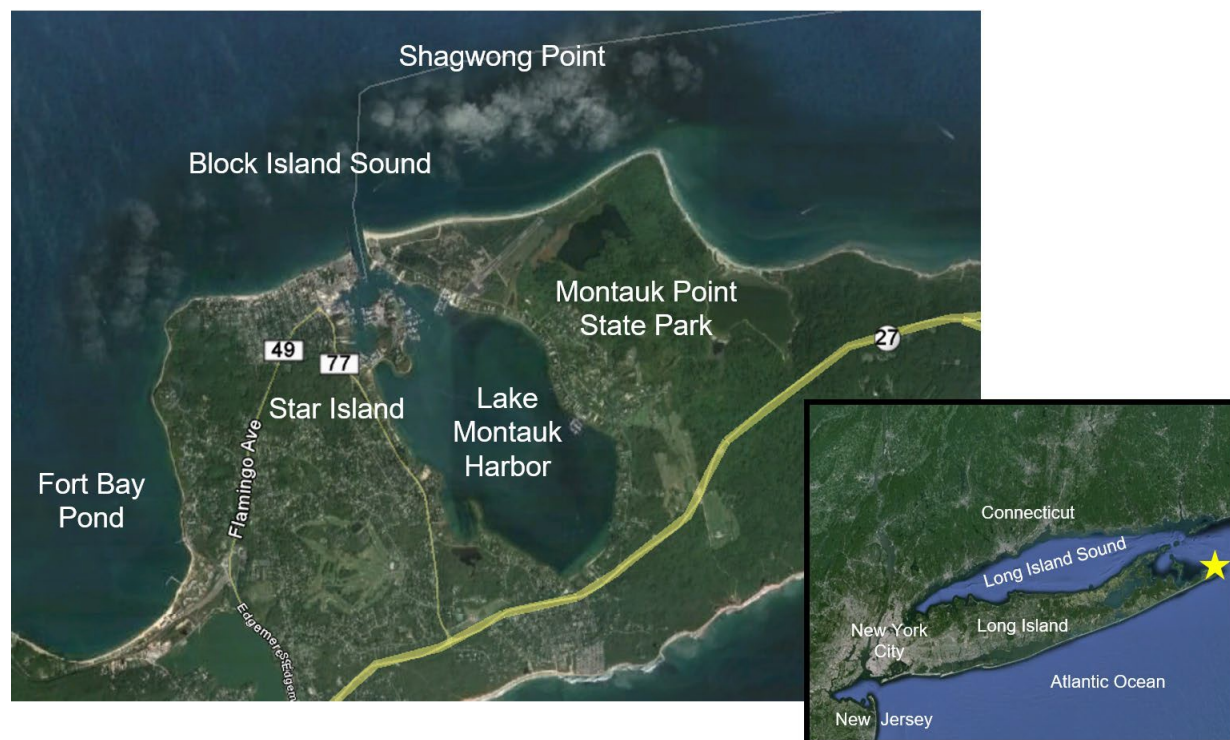 Shagwong Point
Block Island Sound
Montauk Point
State Park
27
49
77
Star Island
Lake
Montauk
Harbor
Flamingo Ave
Fort Bay
Pond
Connecticut
Long Island Sound
New York
City
Long Island
Atlantic Ocean
New Jersey